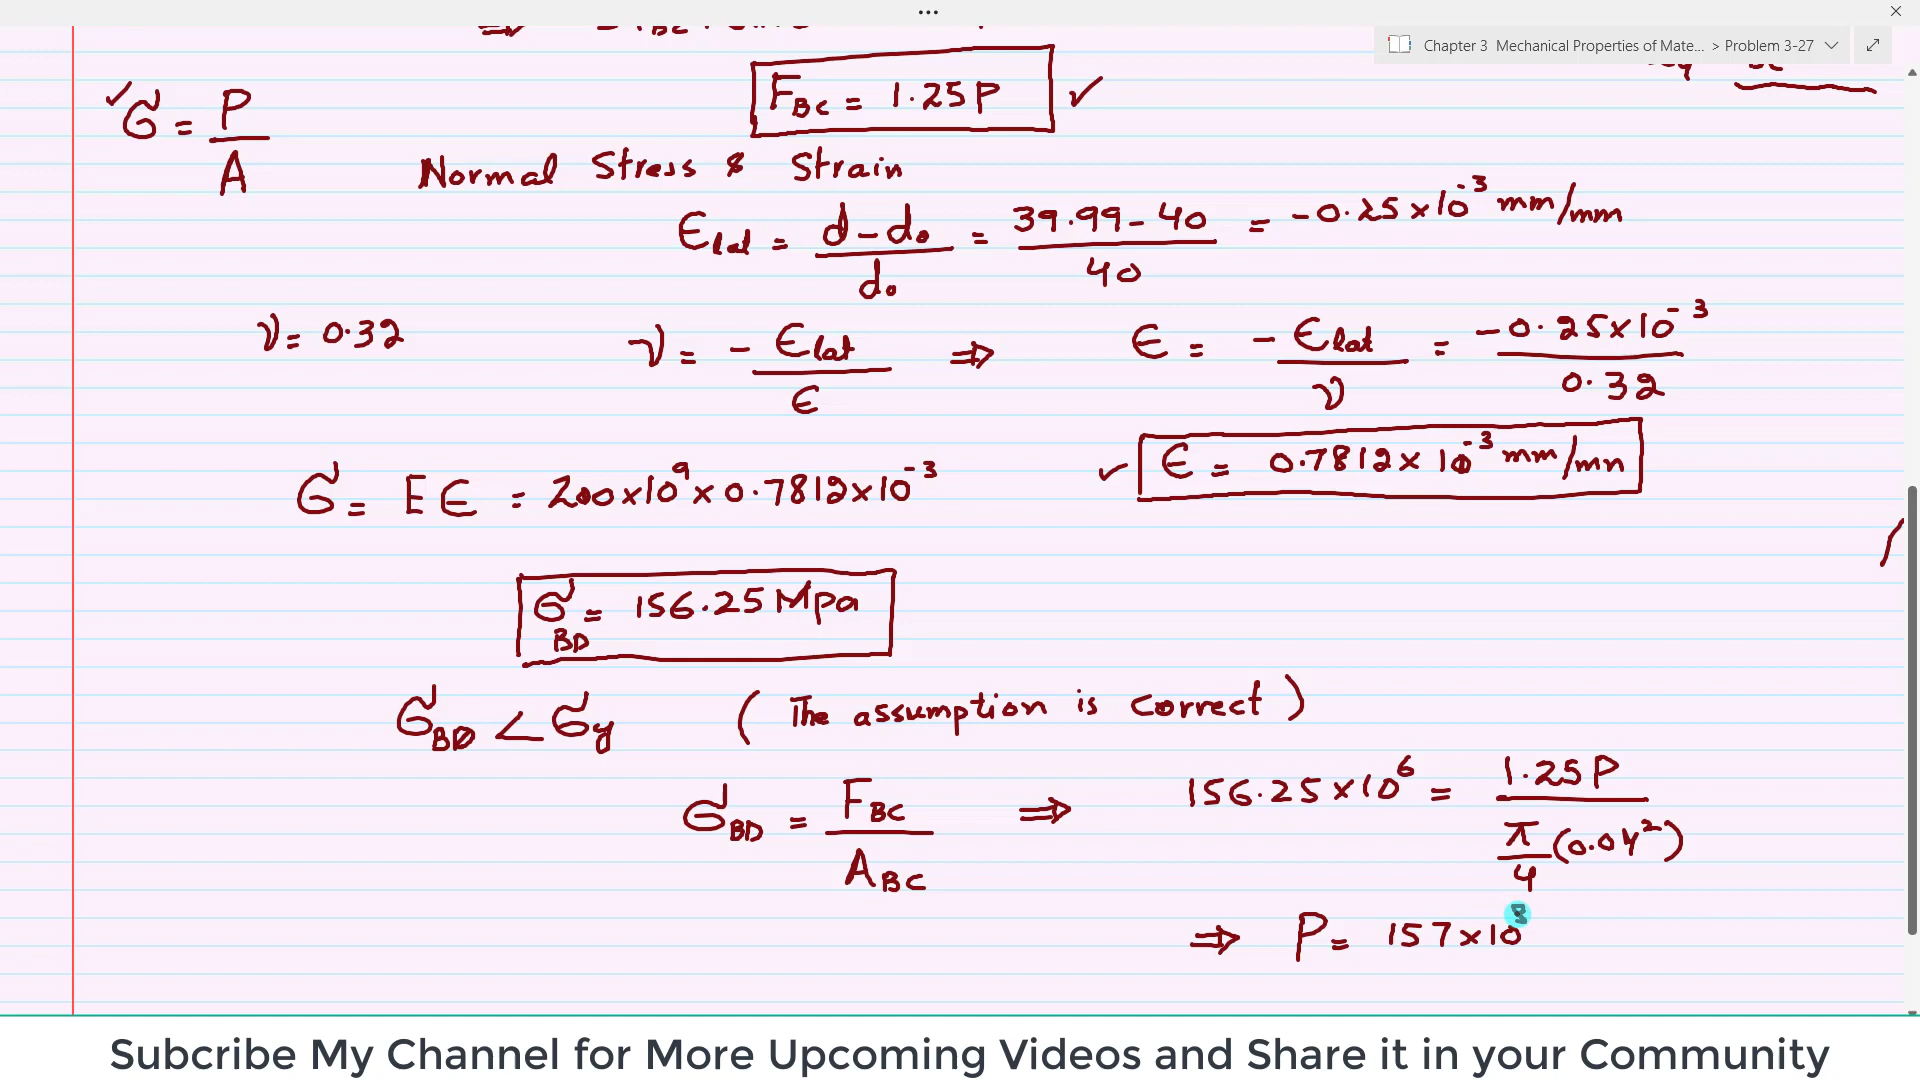 ...
Chapter 3 Mechanical Properties of Mate... > Problem 3-27
F_BC = 1.25P ✓
✓ σ = P/A
Normal Stress & Strain
ϵ_lat = (d - d₀)/d₀ = (39.99 - 40)/40 = -0.25×10⁻³ mm/mm
ν = 0.32
ν = - ϵ_lat/ϵ ⇒ ϵ = - ϵ_lat/ν = -0.25×10⁻³/0.32
✓ ϵ = 0.7812×10⁻³ mm/mm
σ = E ϵ = 200×10⁹×0.7812×10⁻³
σ_BD = 156.25 Mpa
σ_BD < σ_y (The assumption is correct)
σ_BD = F_BC/A_BC ⇒ 156.25×10⁶ = 1.25P/(π/4 (0.04²))
⇒ P = 157×10³
Subcribe My Channel for More Upcoming Videos and Share it in your Community